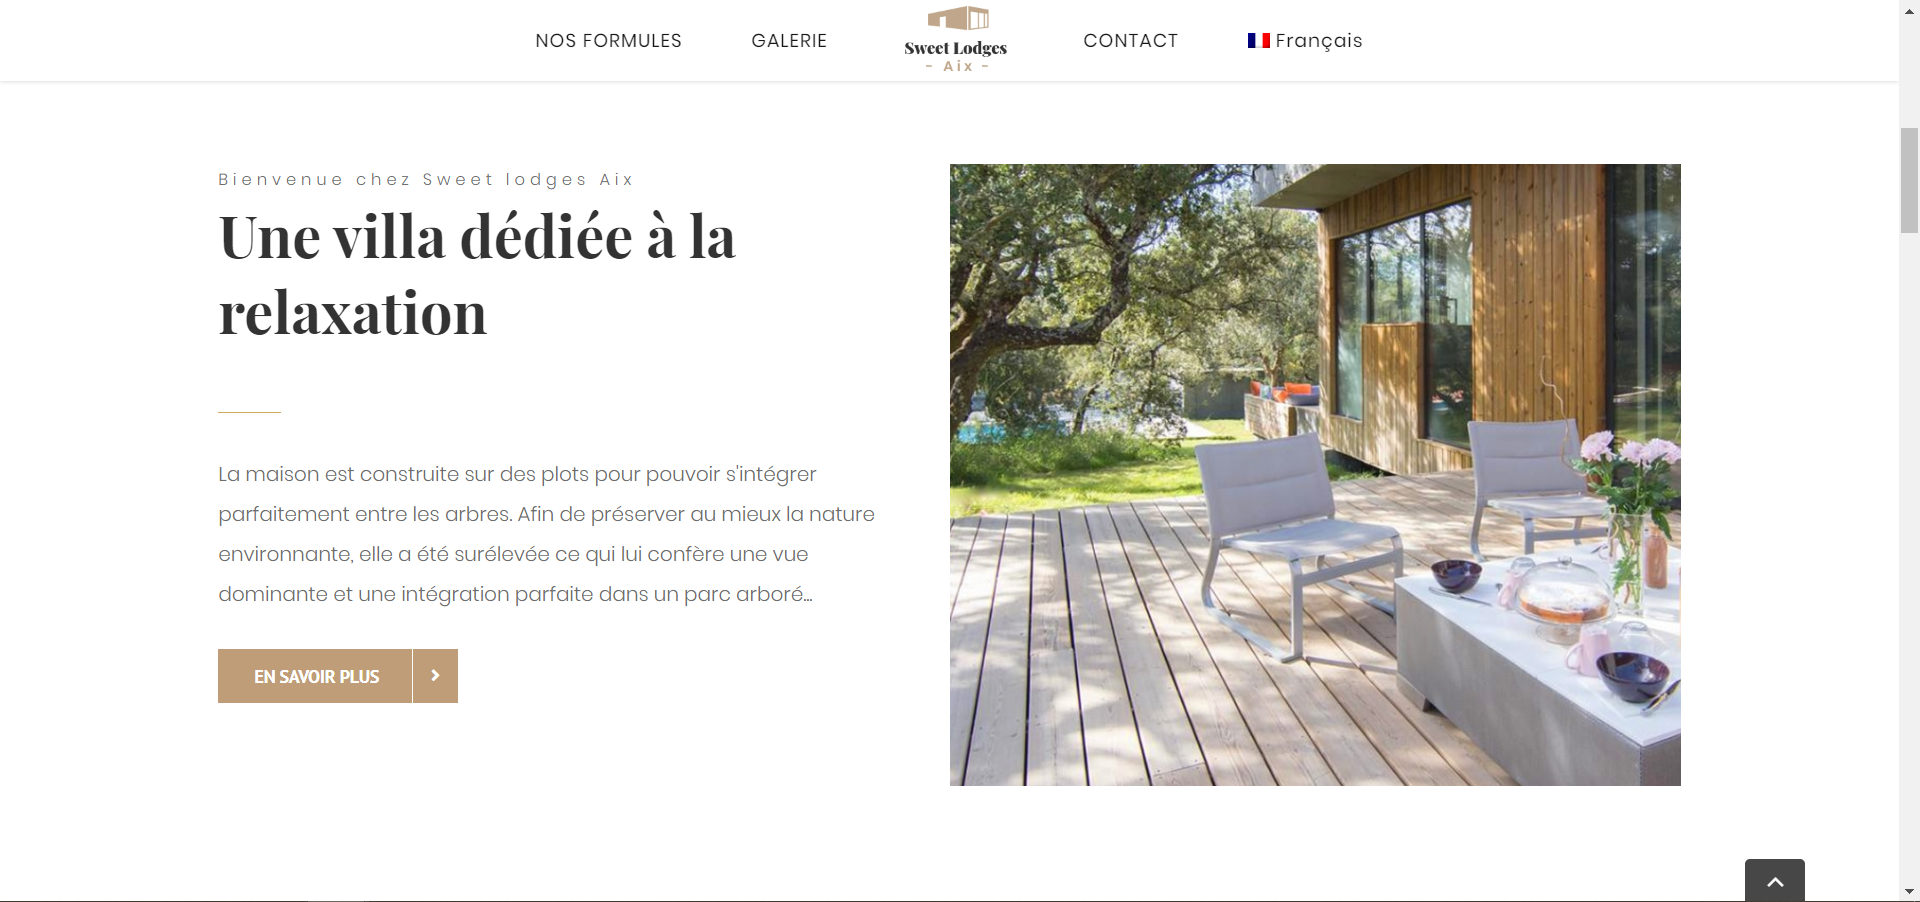 NOS FORMULES
GALERIE
Sweet Lodges
- Aix -
CONTACT
Français
Bienvenue chez Sweet lodges Aix
Une villa dédiée à la
relaxation
La maison est construite sur des plots pour pouvoir s'intégrer
parfaitement entre les arbres. Afin de préserver au mieux la nature
environnante, elle a été surélevée ce qui lui confère une vue
dominante et une intégration parfaite dans un parc arboré...
EN SAVOIR PLUS